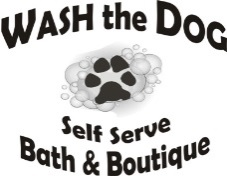 WASH the DOG
Self Serve
Bath & Boutique